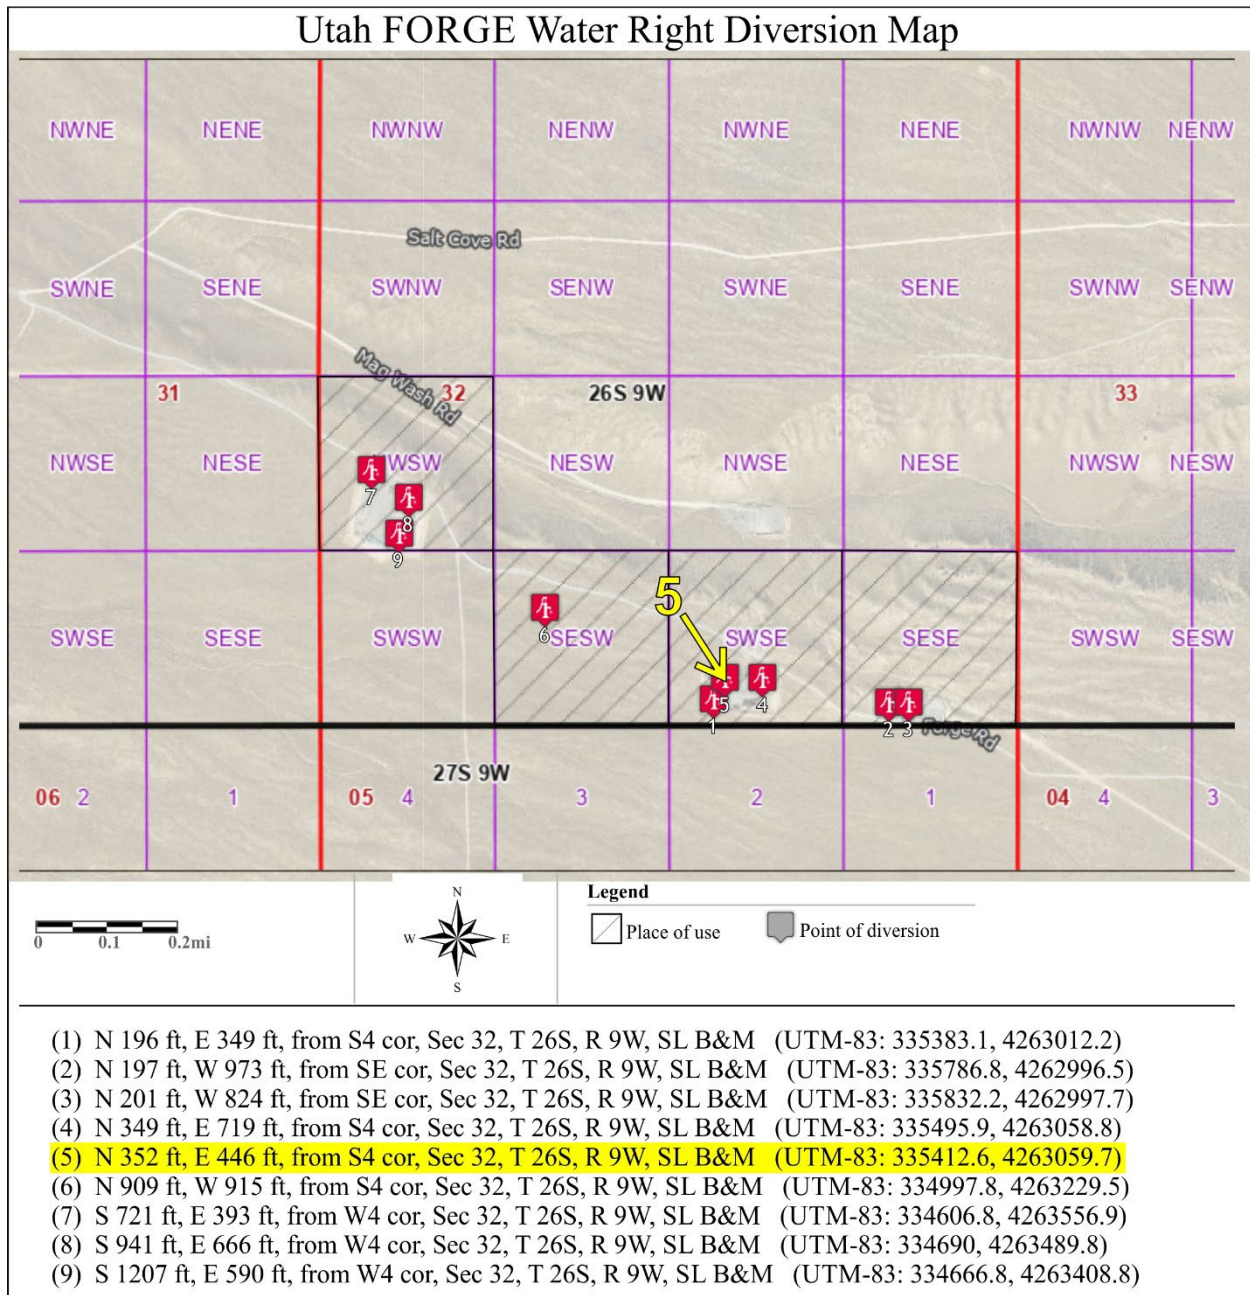 Utah FORGE Water Right Diversion Map
NWNE NENE NWNW NENW NWNE NENE NWNW NENW
Salt Cove Rd
SWNE SENE SWNW SENW SWNE SENE SWNW SENW
Mag Wash Rd
31 32 26S 9W 33
NWSE NESE NWSW NESW NWSE NESE NWSW NESW
7
8
9
5
6
SWSE SESE SWSW SESW SWSE SESE SWSW SESW
1 5 4 2 3 Forge Rd
27S 9W
06 2 1 05 4 3 2 1 04 4 3
N
W E
S
0 0.1 0.2mi
Legend
Place of use Point of diversion
(1) N 196 ft, E 349 ft, from S4 cor, Sec 32, T 26S, R 9W, SL B&M (UTM-83: 335383.1, 4263012.2)
(2) N 197 ft, W 973 ft, from SE cor, Sec 32, T 26S, R 9W, SL B&M (UTM-83: 335786.8, 4262996.5)
(3) N 201 ft, W 824 ft, from SE cor, Sec 32, T 26S, R 9W, SL B&M (UTM-83: 335832.2, 4262997.7)
(4) N 349 ft, E 719 ft, from S4 cor, Sec 32, T 26S, R 9W, SL B&M (UTM-83: 335495.9, 4263058.8)
(5) N 352 ft, E 446 ft, from S4 cor, Sec 32, T 26S, R 9W, SL B&M (UTM-83: 335412.6, 4263059.7)
(6) N 909 ft, W 915 ft, from S4 cor, Sec 32, T 26S, R 9W, SL B&M (UTM-83: 334997.8, 4263229.5)
(7) S 721 ft, E 393 ft, from W4 cor, Sec 32, T 26S, R 9W, SL B&M (UTM-83: 334606.8, 4263556.9)
(8) S 941 ft, E 666 ft, from W4 cor, Sec 32, T 26S, R 9W, SL B&M (UTM-83: 334690, 4263489.8)
(9) S 1207 ft, E 590 ft, from W4 cor, Sec 32, T 26S, R 9W, SL B&M (UTM-83: 334666.8, 4263408.8)